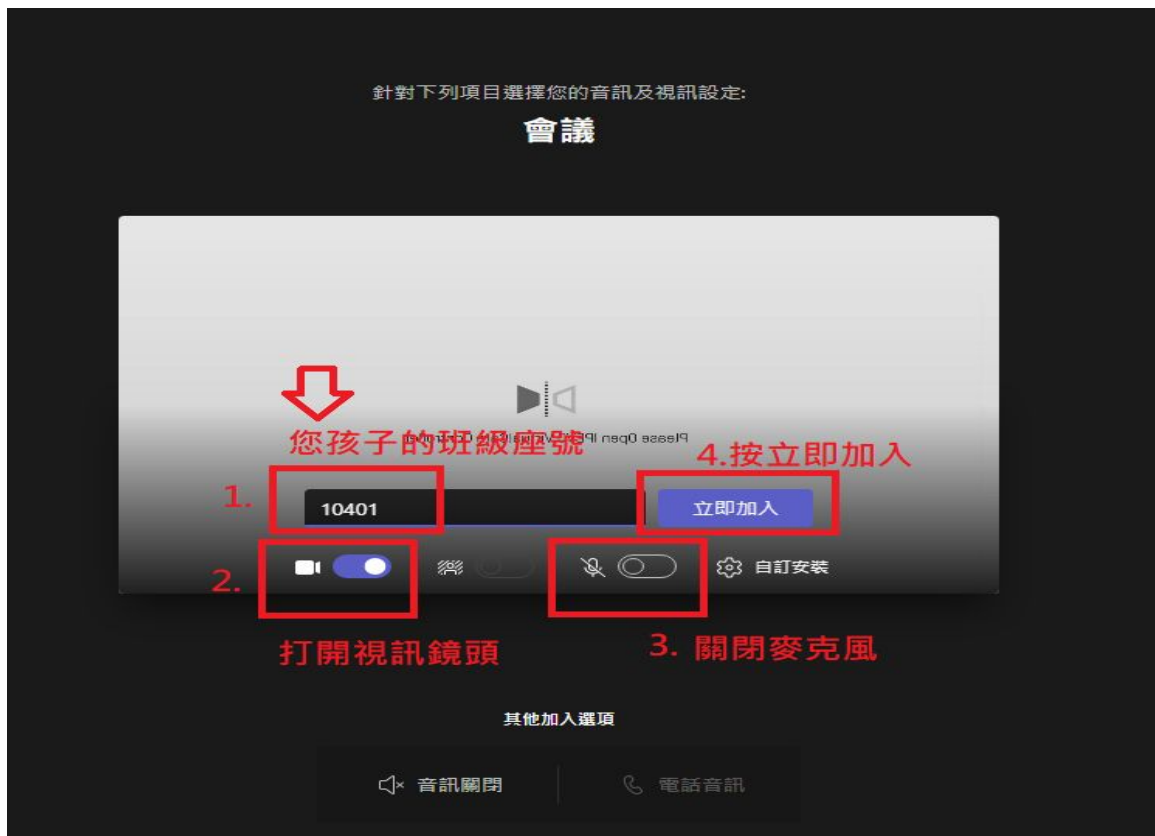 針對下列項目選擇您的音訊及視訊設定:
會議
您孩子的班級座號
Please Open
4.按立即加入
1.
10401
立即加入
2.
自訂安裝
打開視訊鏡頭
3. 關閉麥克風
其他加入選項
音訊關閉
電話音訊